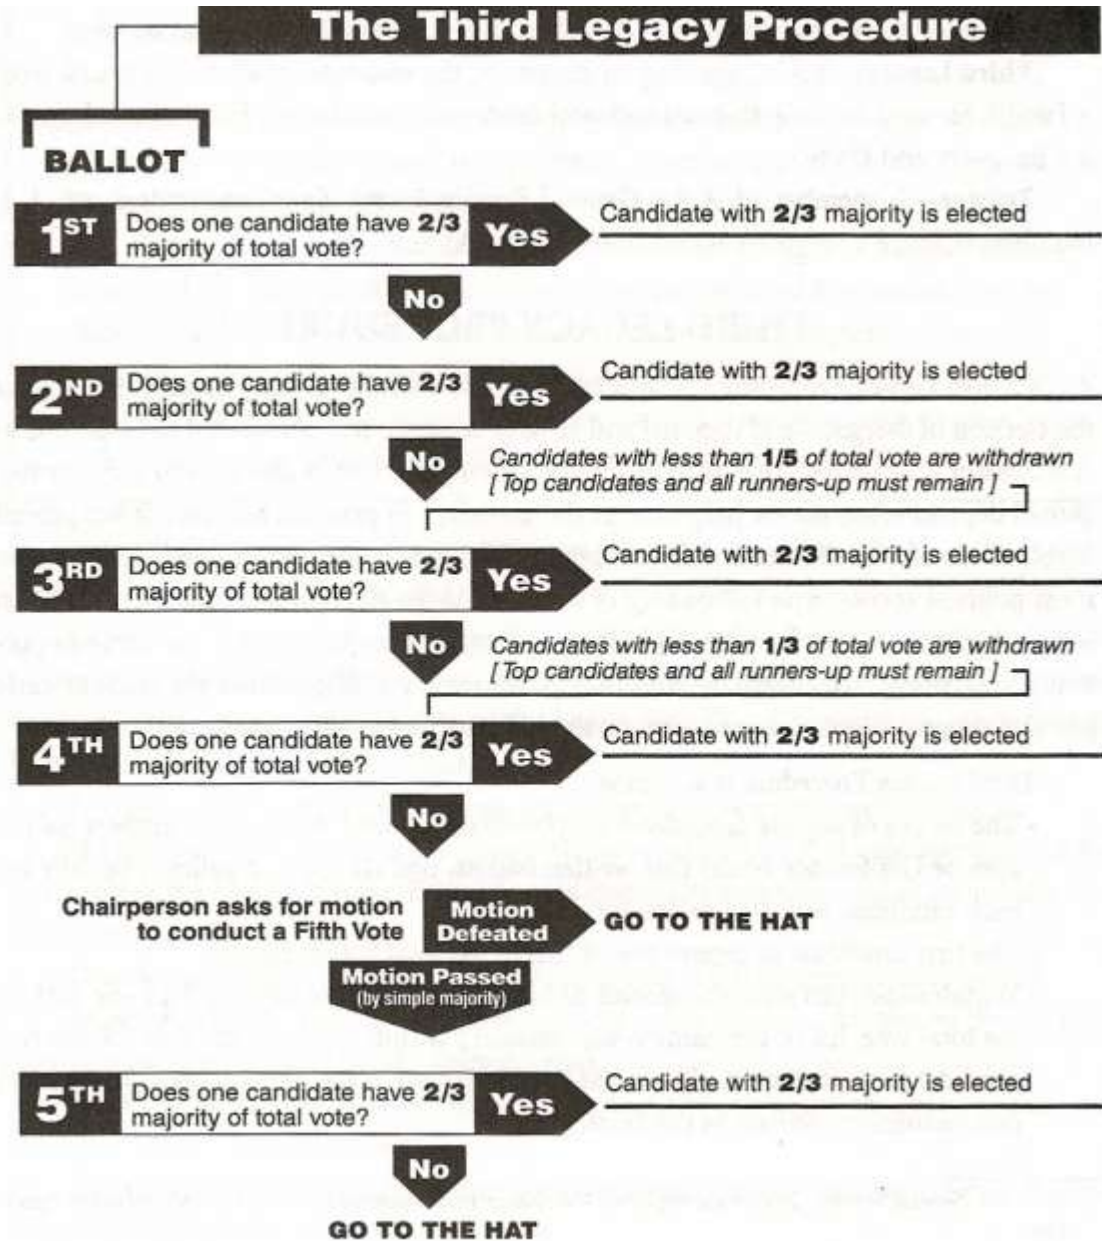 The Third Legacy Procedure
BALLOT
1ST
Does one candidate have 2/3
majority of total vote?
Yes
Candidate with 2/3 majority is elected
No
2ND
Does one candidate have 2/3
majority of total vote?
Yes
Candidate with 2/3 majority is elected
No
Candidates with less than 1/5 of total vote are withdrawn
[ Top candidates and all runners-up must remain ]
3RD
Does one candidate have 2/3
majority of total vote?
Yes
Candidate with 2/3 majority is elected
No
Candidates with less than 1/3 of total vote are withdrawn
[ Top candidates and all runners-up must remain ]
4TH
Does one candidate have 2/3
majority of total vote?
Yes
Candidate with 2/3 majority is elected
No
Chairperson asks for motion
to conduct a Fifth Vote
Motion
Defeated
GO TO THE HAT
Motion Passed
(by simple majority)
5TH
Does one candidate have 2/3
majority of total vote?
Yes
Candidate with 2/3 majority is elected
No
GO TO THE HAT